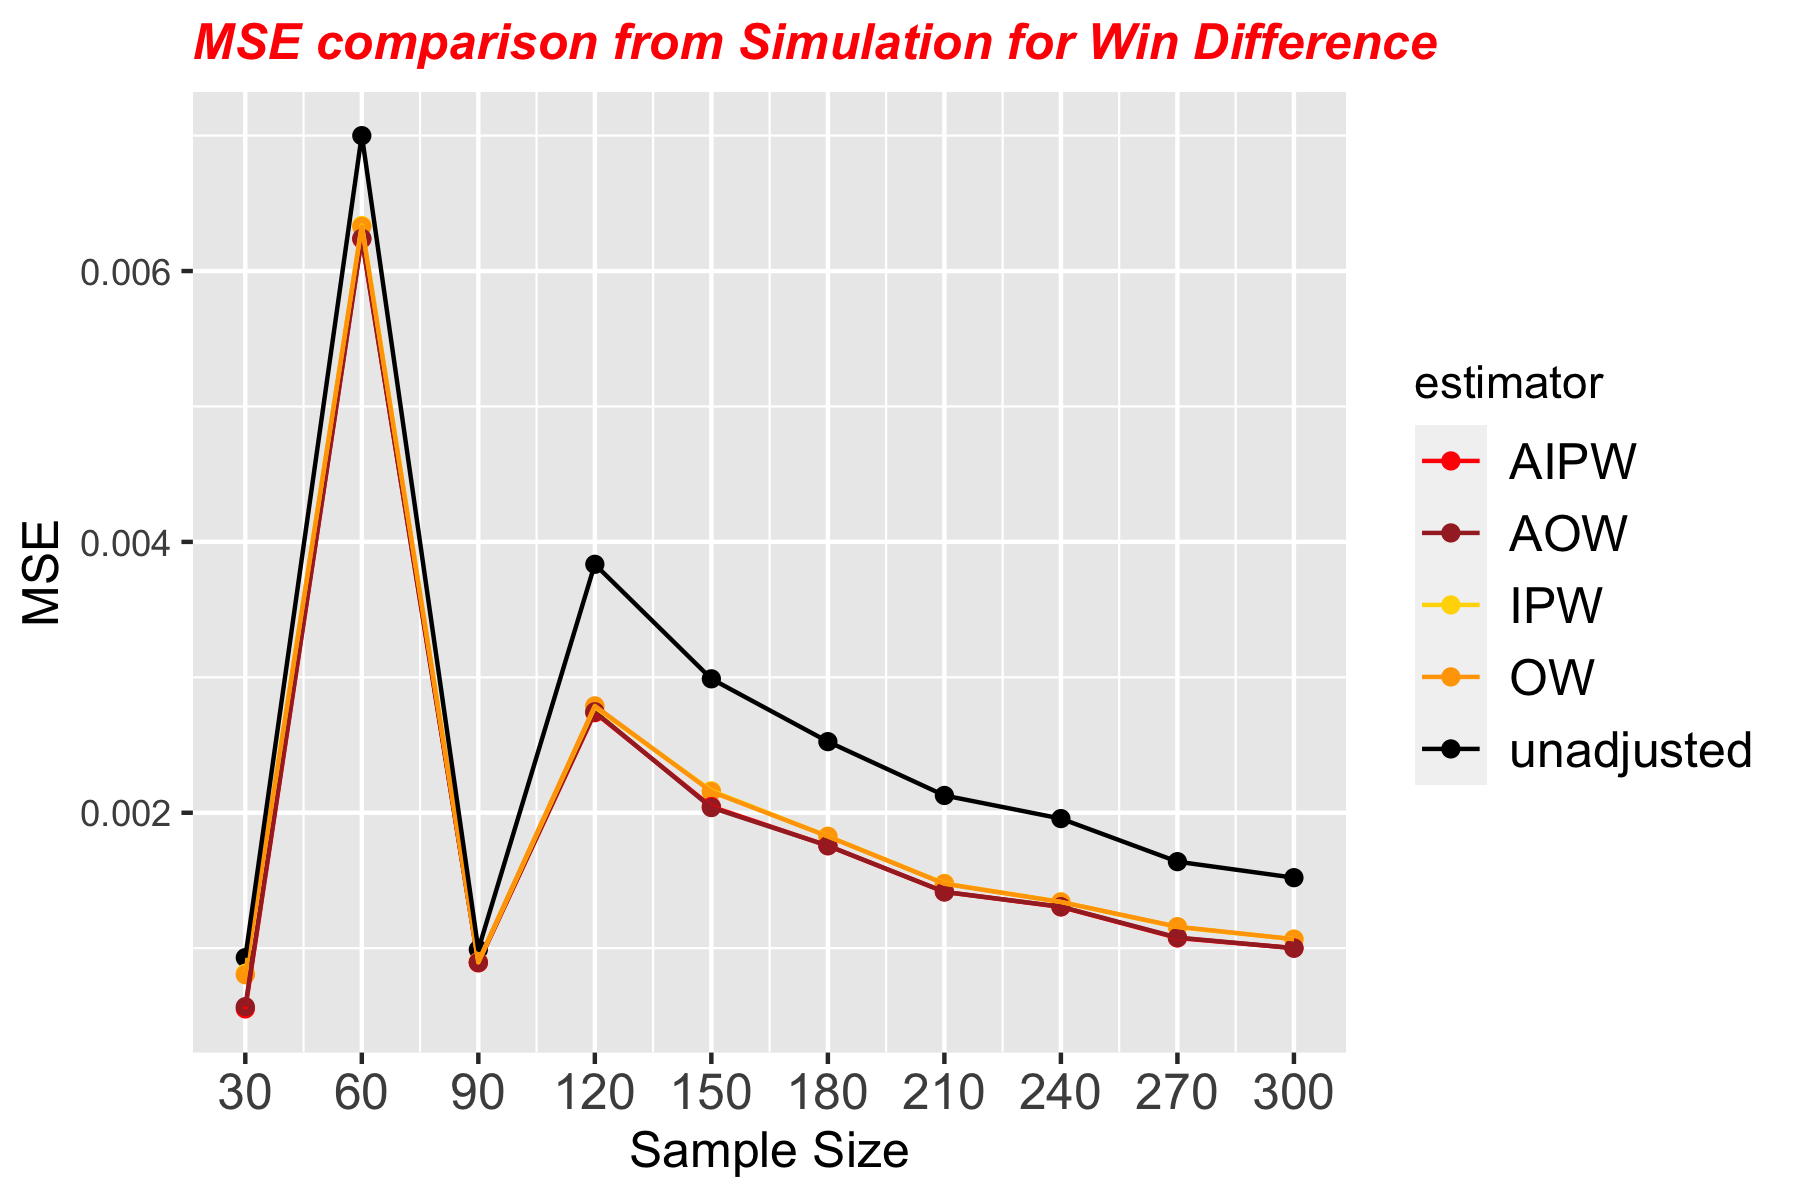 MSE comparison from Simulation for Win Difference
MSE
0.006
0.004
0.002
30 60 90 120 150 180 210 240 270 300
Sample Size
estimator
AIPW
AOW
IPW
OW
unadjusted